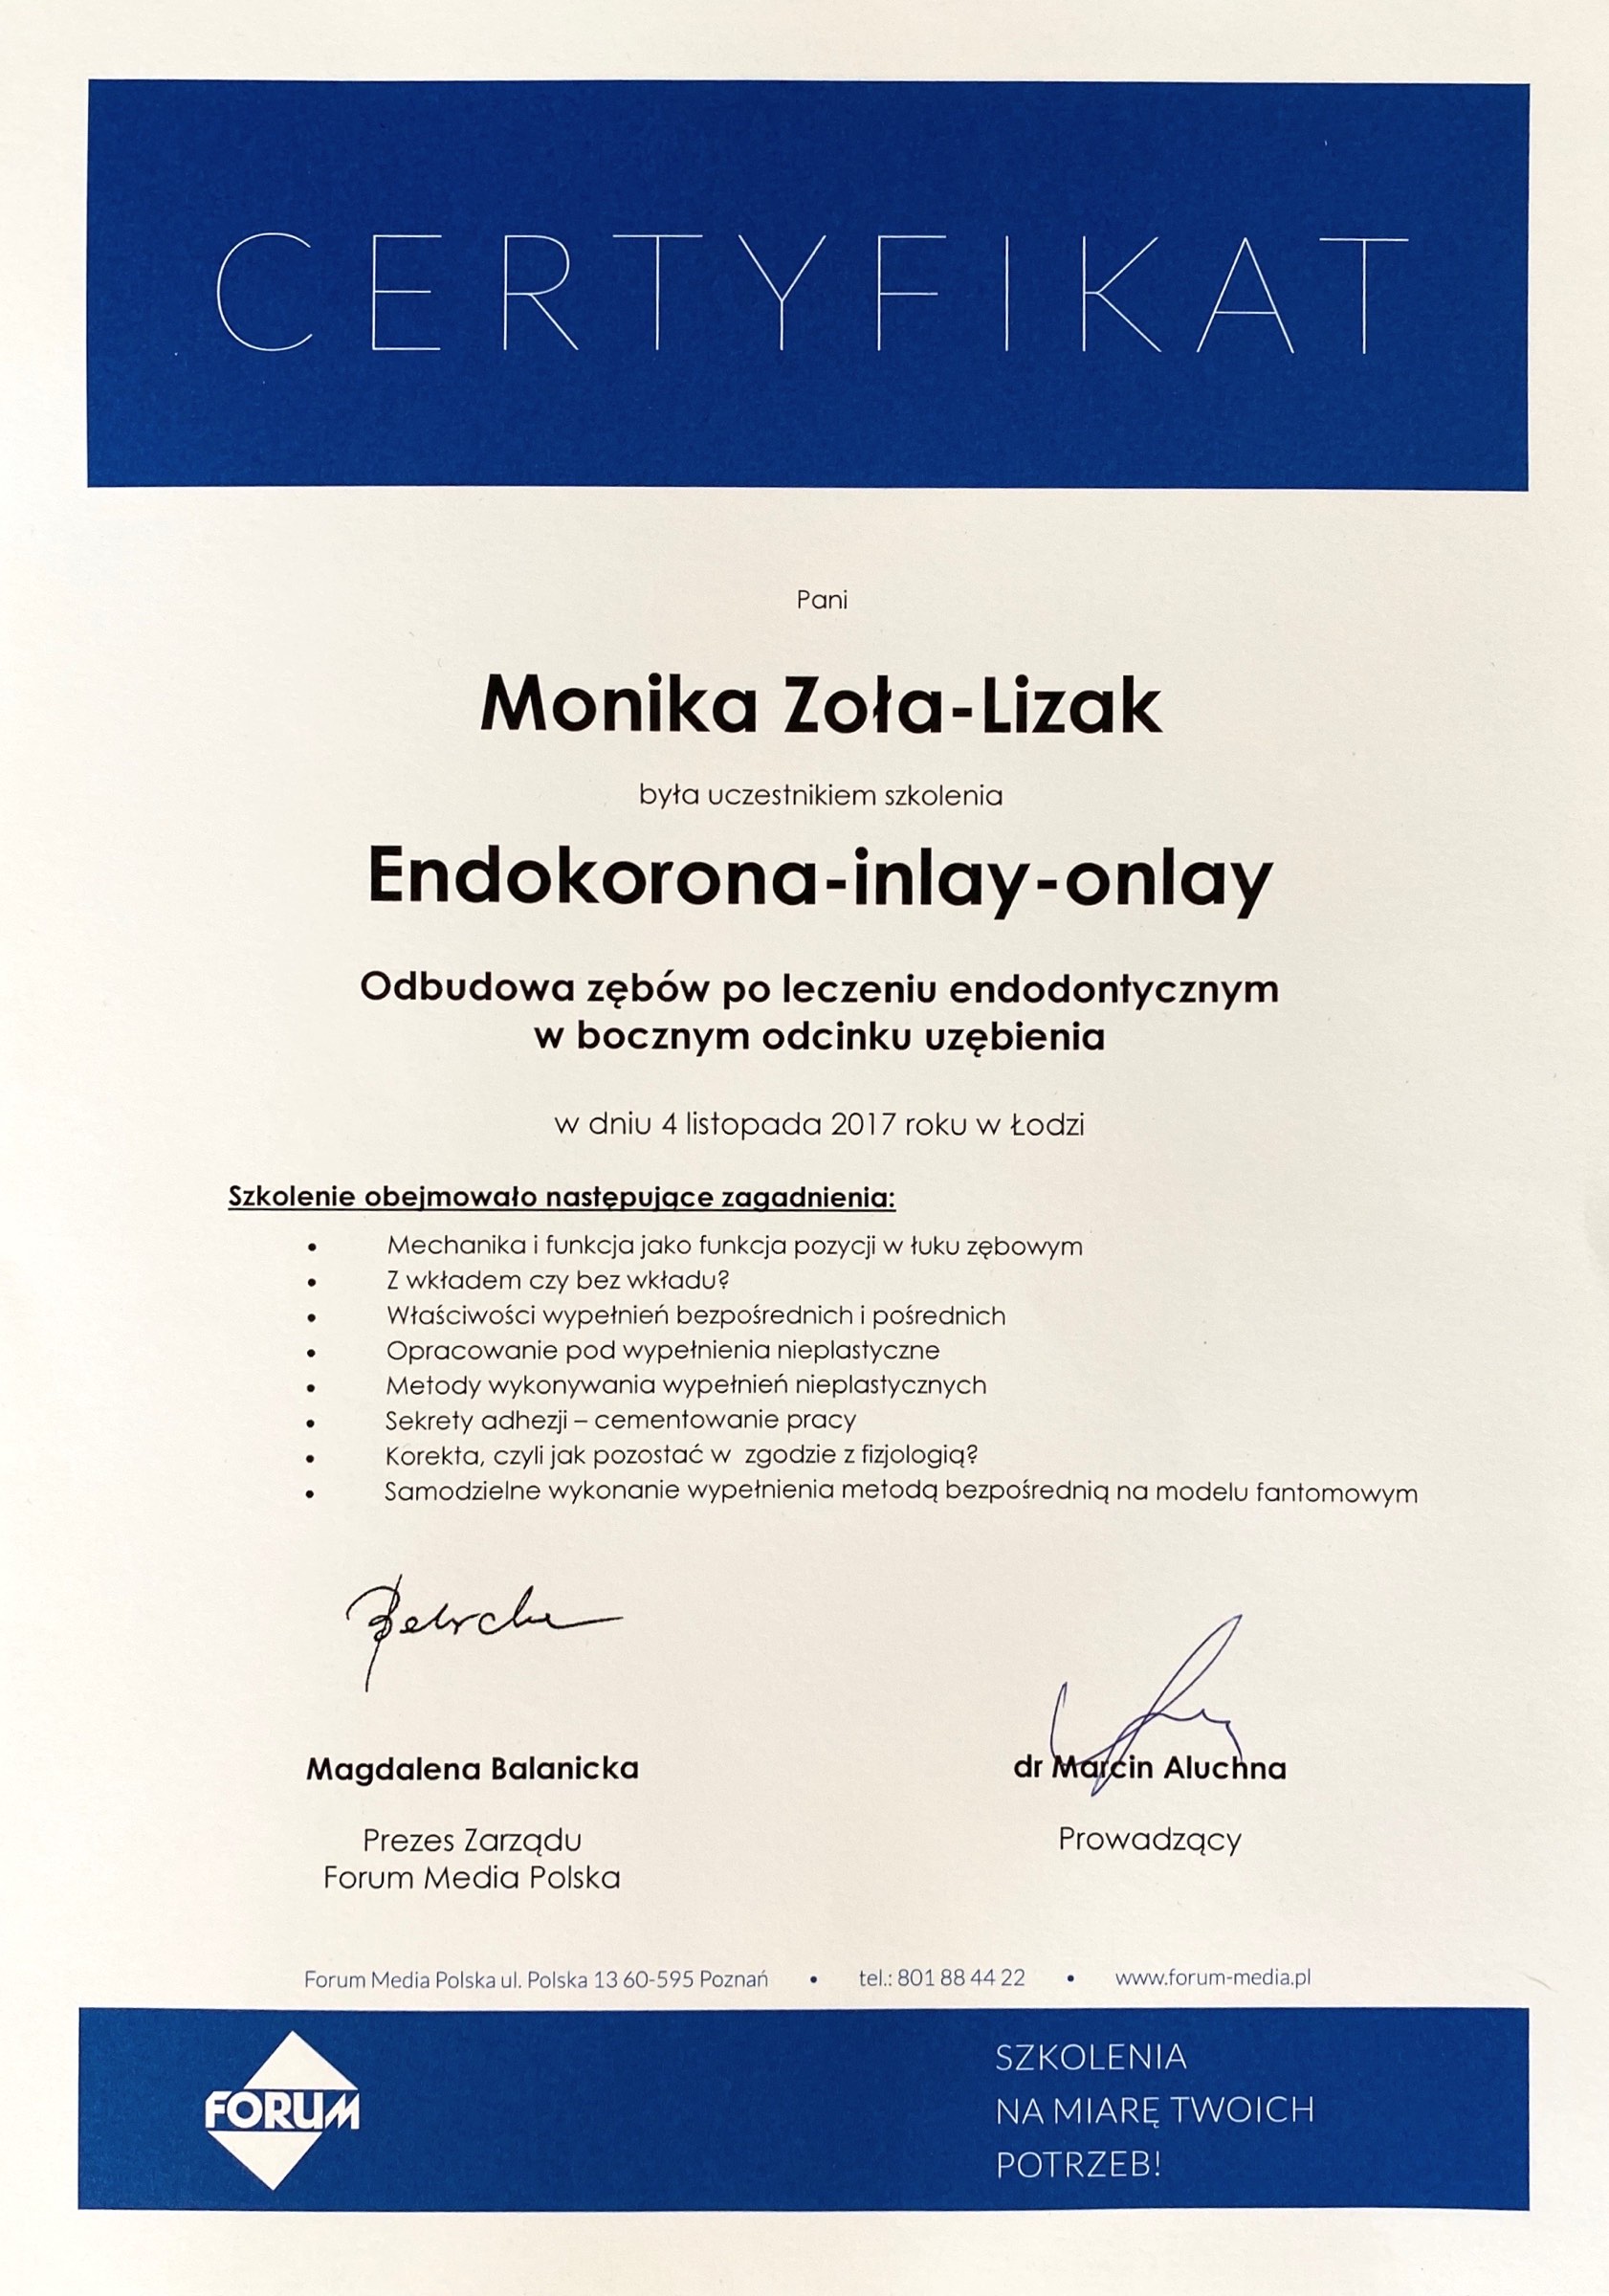 CERTYFIKAT
Pani
Monika Zoła-Lizak
była uczestnikiem szkolenia
Endokorona-inlay-onlay
Odbudowa zębów po leczeniu endodontycznym
w bocznym odcinku uzębienia
w dniu 4 listopada 2017 roku w Łodzi
Szkolenie obejmowało następujące zagadnienia:
• Mechanika i funkcja jako funkcja pozycji w łuku zębowym
• Z wkładem czy bez wkładu?
• Właściwości wypełnień bezpośrednich i pośrednich
• Opracowanie pod wypełnienia nieplastyczne
• Metody wykonywania wypełnień nieplastycznych
• Sekrety adhezji – cementowanie pracy
• Korekta, czyli jak pozostać w zgodzie z fizjologią?
• Samodzielne wykonanie wypełnienia metodą bezpośrednią na modelu fantomowym
Magdalena Balanicka
Prezes Zarządu
Forum Media Polska
dr Marcin Aluchna
Prowadzący
Forum Media Polska ul. Polska 13 60-595 Poznań • tel.: 801 88 44 22 • www.forum-media.pl
FORUM
SZKOLENIA
NA MIARĘ TWOICH
POTRZEB!